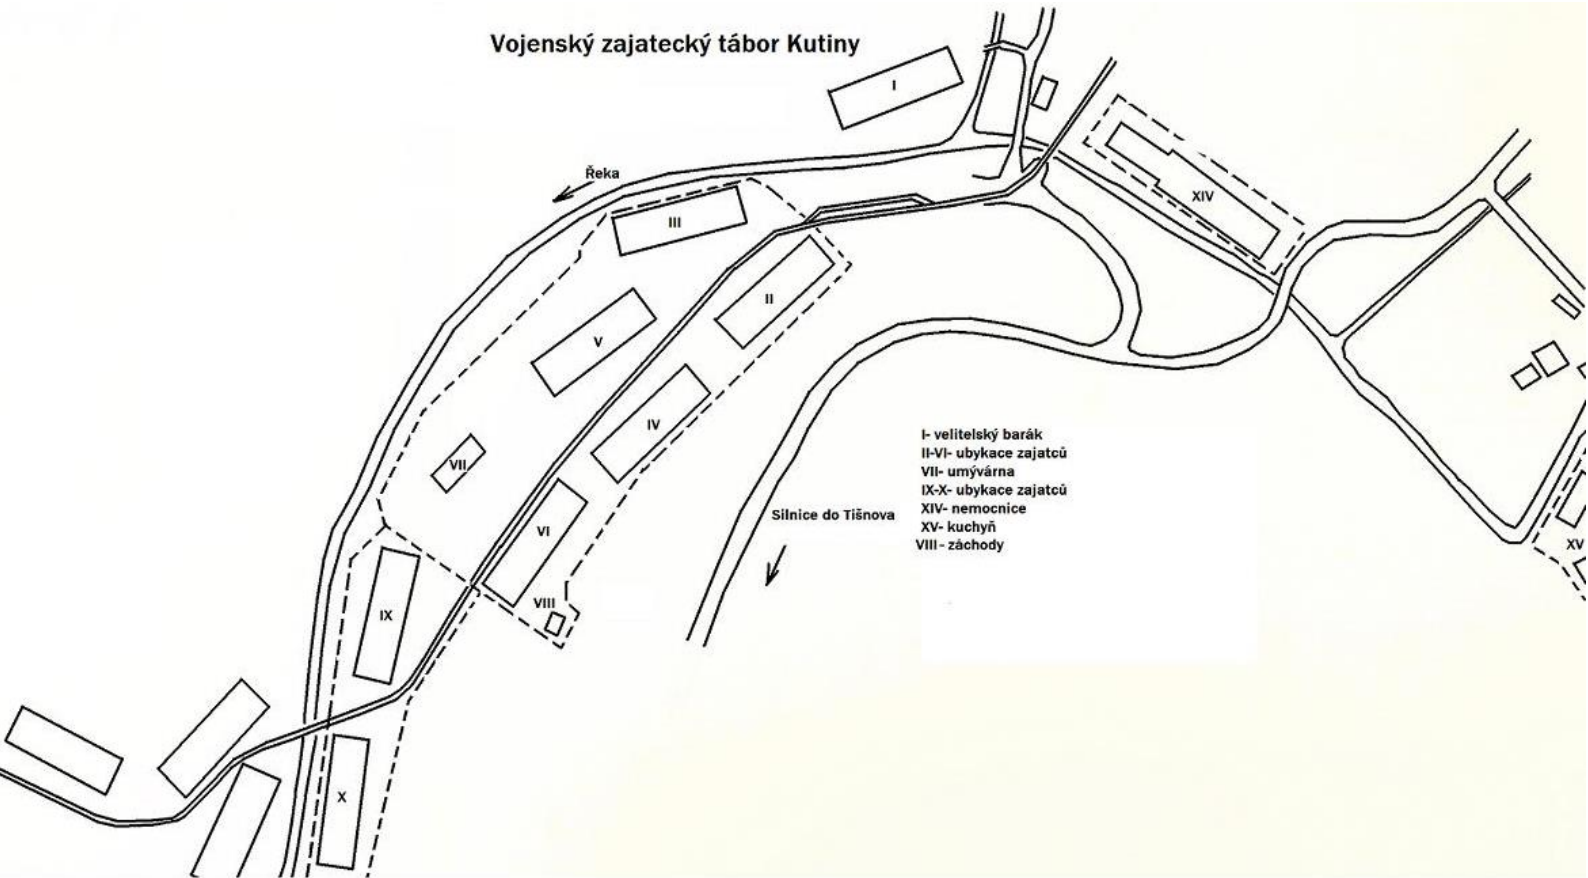 Vojenský zajatecký tábor Kutiny
I
Řeka
XIV
III
II
V
IV
I- velitelský barák
II-VI- ubykace zajatců
VII- umývárna
IX-X- ubykace zajatců
XIV- nemocnice
XV- kuchyň
VIII- záchody
VII
Silnice do Tišnova
VI
XV
VIII
IX
X